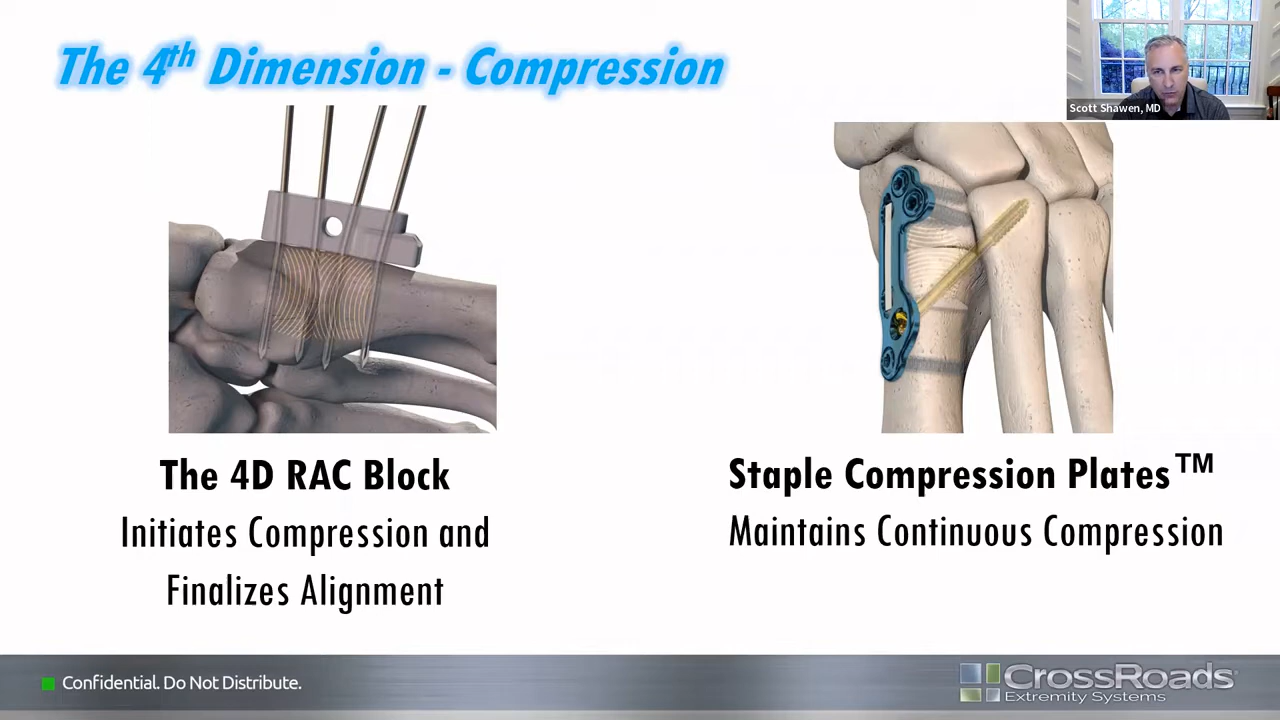 The 4th Dimension - Compression
Scott Shawen, MD
The 4D RAC Block
Initiates Compression and
Finalizes Alignment
Staple Compression Plates™
Maintains Continuous Compression
Confidential. Do Not Distribute.
CrossRoads
Extremity Systems